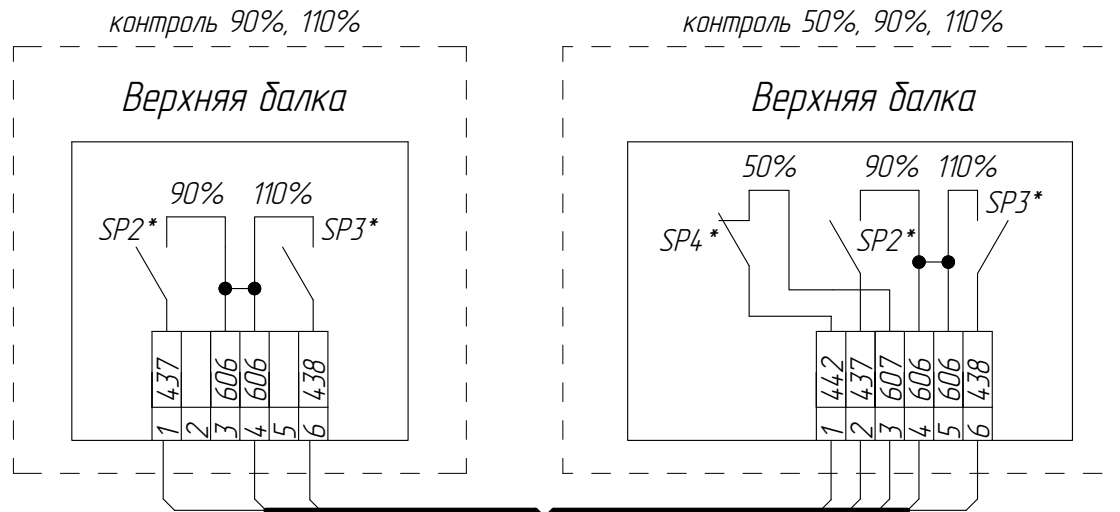 контроль 90%, 110%
Верхняя балка
90% 110%
SP2* SP3*
437 606 606 438
1 2 3 4 5 6
контроль 50%, 90%, 110%
Верхняя балка
50% 90% 110%
SP4* SP2* SP3*
442 437 607 606 606 438
1 2 3 4 5 6